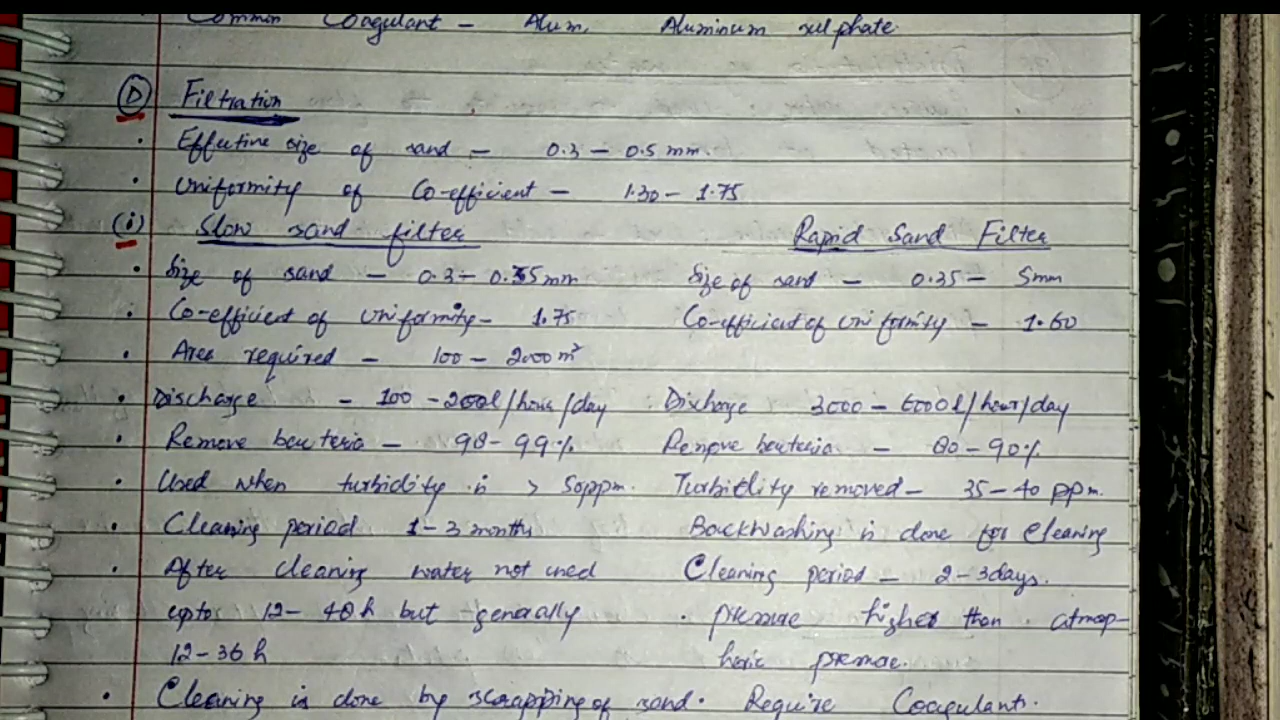 Common Coagulant - Alum, Aluminum sulphate
(D) Filtration
• Effective size of sand - 0.3 - 0.5 mm.
• Uniformity of Co-efficient - 1.30 - 1.75
(i) Slow sand filter Rapid Sand Filter
• Size of sand - 0.3 - 0.35mm Size of sand - 0.35 - 5mm
• Co-efficient of Uniformity - 1.75 Co-efficient of Uniformity - 1.60
• Area required - 100 - 2000 m²
• Discharge - 100 - 200l/hour/day Discharge 3000 - 6000l/hour/day
• Remove bacteria - 98 - 99% Remove bacteria - 80 - 90%
• Used when turbidity is > 50ppm. Turbidity removed - 35 - 40 ppm.
• Cleaning period 1 - 3 months Backwashing is done for Cleaning
• After cleaning water not used Cleaning period - 2 - 3days.
upto 12 - 48 h but generally • pressure higher than atmosp-
12 - 36 h heric pressure.
• Cleaning is done by scrapping of sand • Require Coagulant.